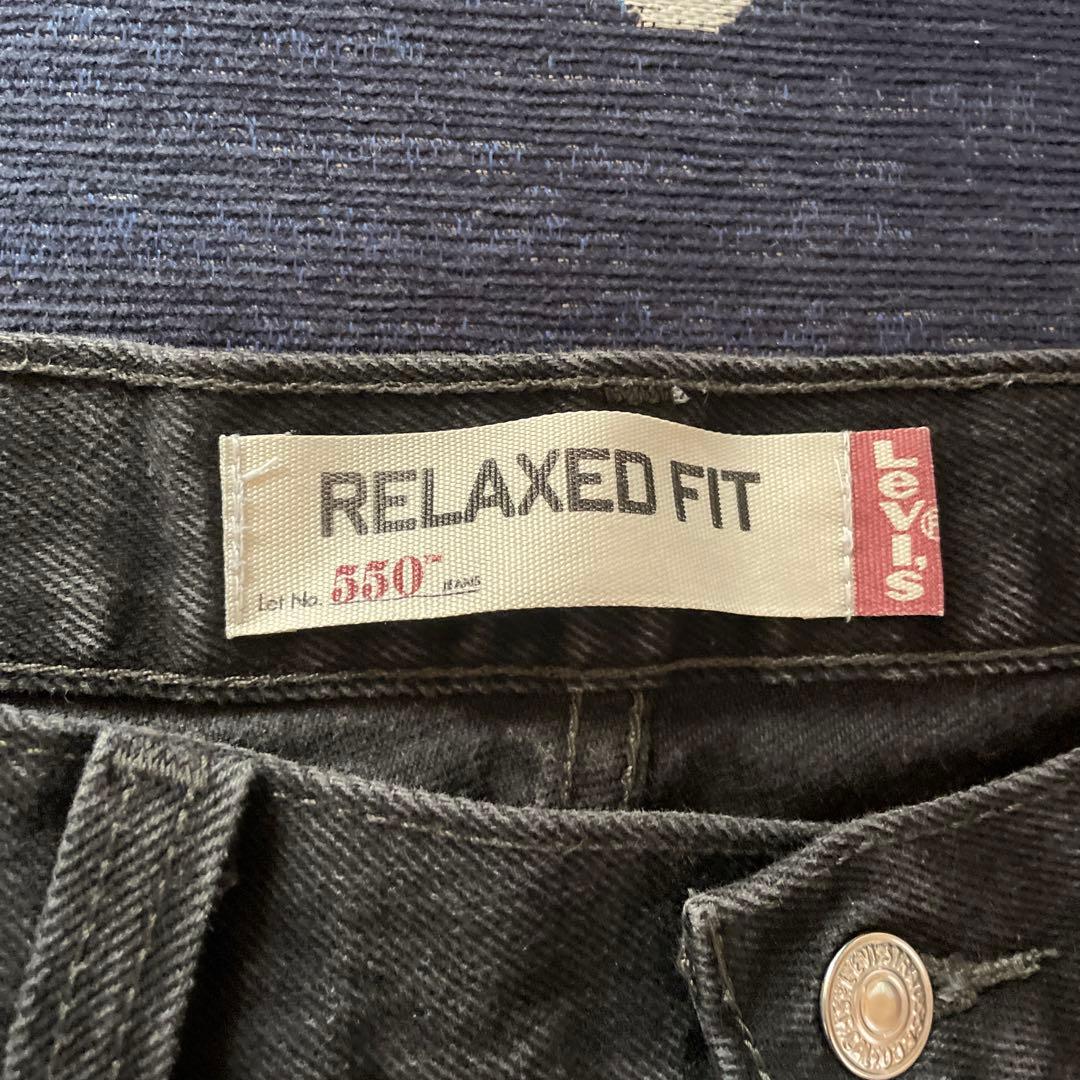 RELAXED FIT
Lot No. 550™ JEANS
Levi's®